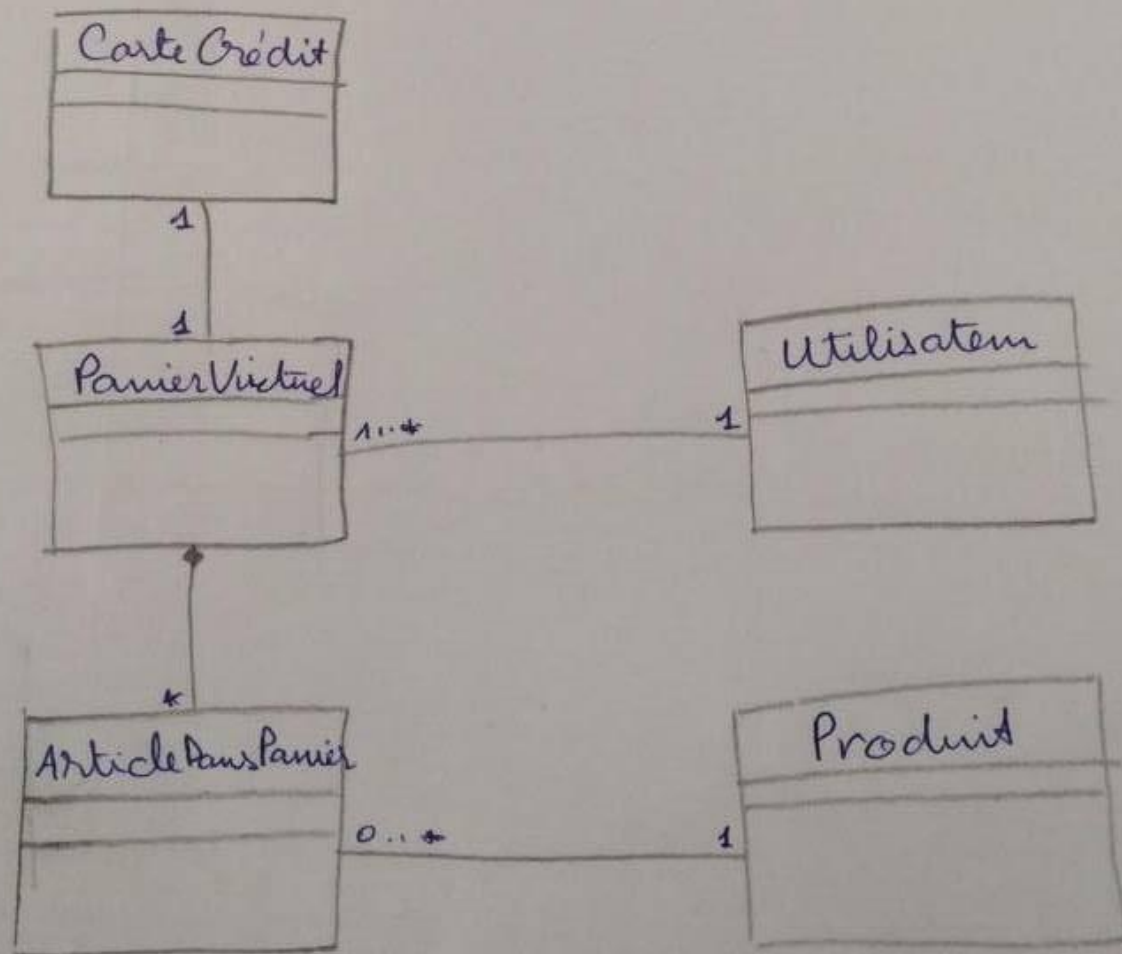 CarteCrédit
1
1
PanierVirtuel
1..*
1
Utilisateur
*
ArticleDansPanier
0..*
1
Produit